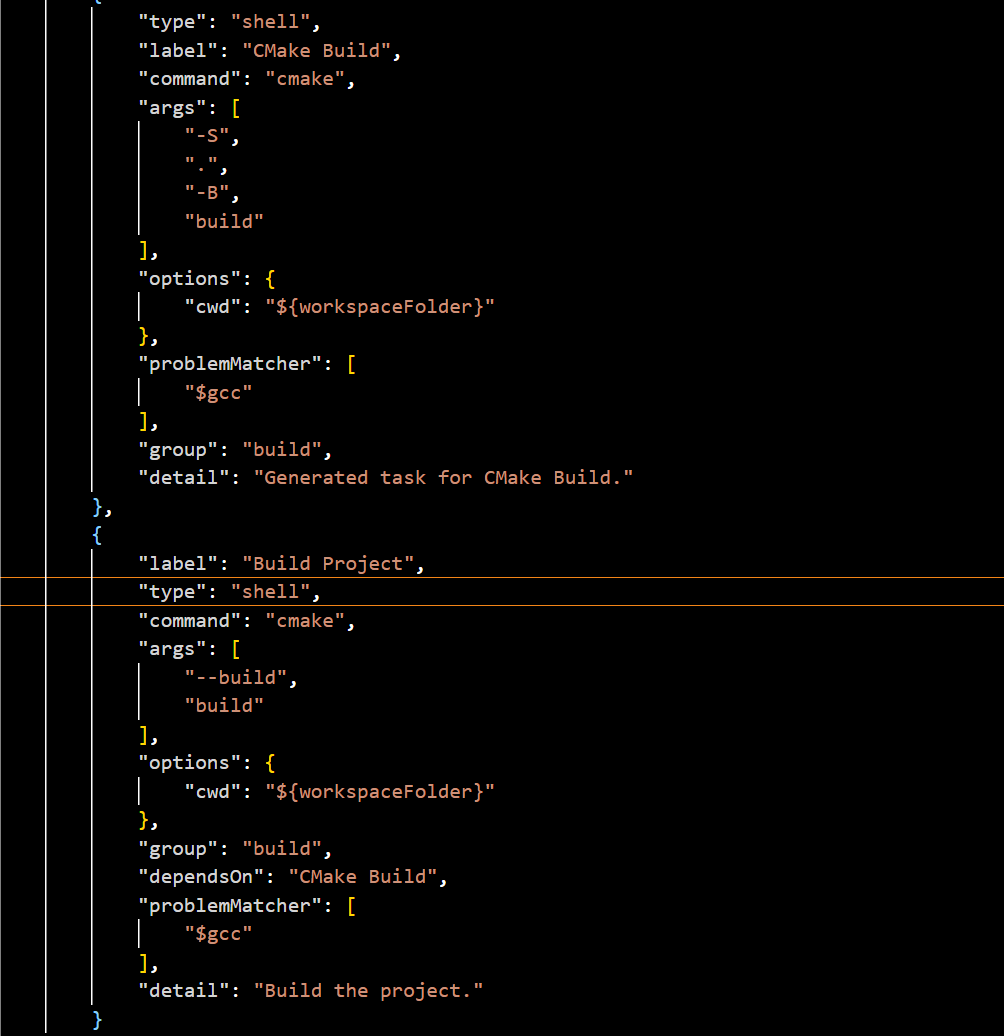 {
"type": "shell",
"label": "CMake Build",
"command": "cmake",
"args": [
"-S",
".",
"-B",
"build"
],
"options": {
"cwd": "${workspaceFolder}"
},
"problemMatcher": [
"$gcc"
],
"group": "build",
"detail": "Generated task for CMake Build."
},
{
"label": "Build Project",
"type": "shell",
"command": "cmake",
"args": [
"--build",
"build"
],
"options": {
"cwd": "${workspaceFolder}"
},
"group": "build",
"dependsOn": "CMake Build",
"problemMatcher": [
"$gcc"
],
"detail": "Build the project."
}